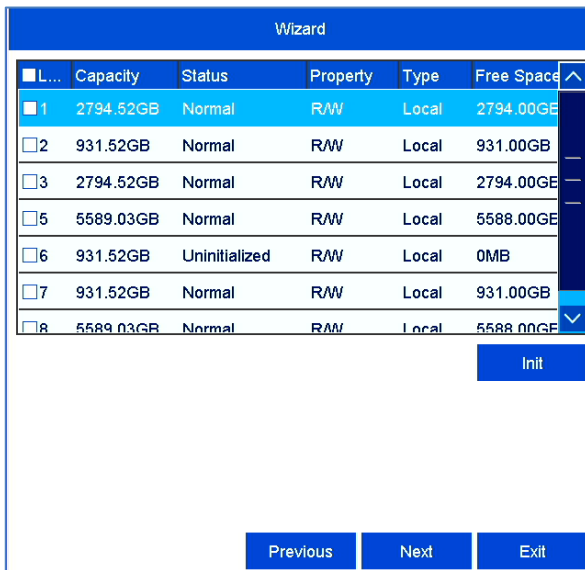 Wizard
L... Capacity Status Property Type Free Space
1 2794.52GB Normal R/W Local 2794.00GB
2 931.52GB Normal R/W Local 931.00GB
3 2794.52GB Normal R/W Local 2794.00GB
5 5589.03GB Normal R/W Local 5588.00GB
6 931.52GB Uninitialized R/W Local 0MB
7 931.52GB Normal R/W Local 931.00GB
8 5589.03GB Normal R/W Local 5588.00GB
Init
Previous Next Exit